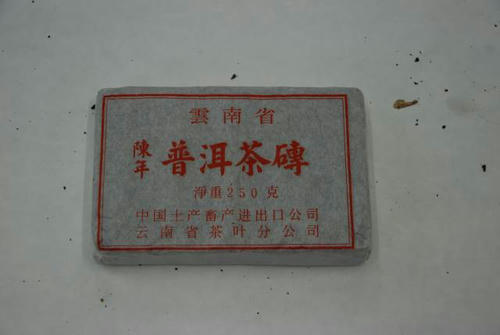 雲南省
陳年 普洱茶磚
淨重250克
中国土产畜产进出口公司
云南省茶叶分公司